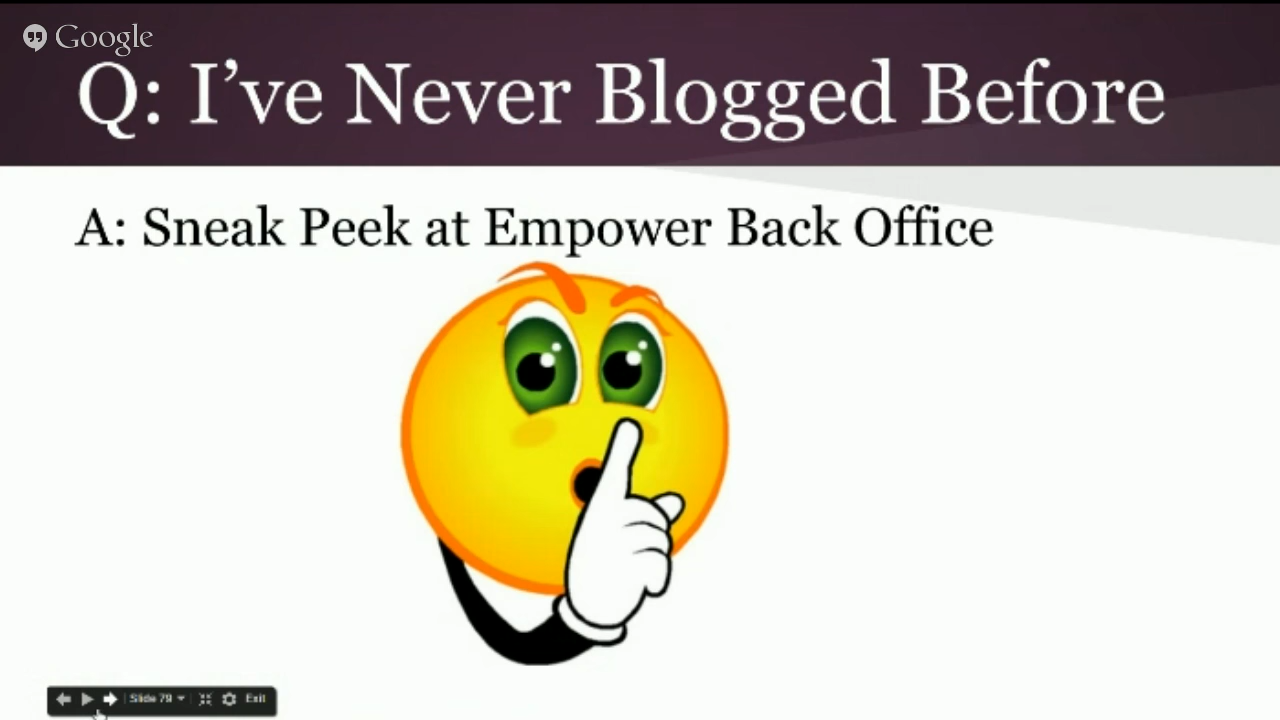 Google
Q: I’ve Never Blogged Before
A: Sneak Peek at Empower Back Office
Slide 79
Exit